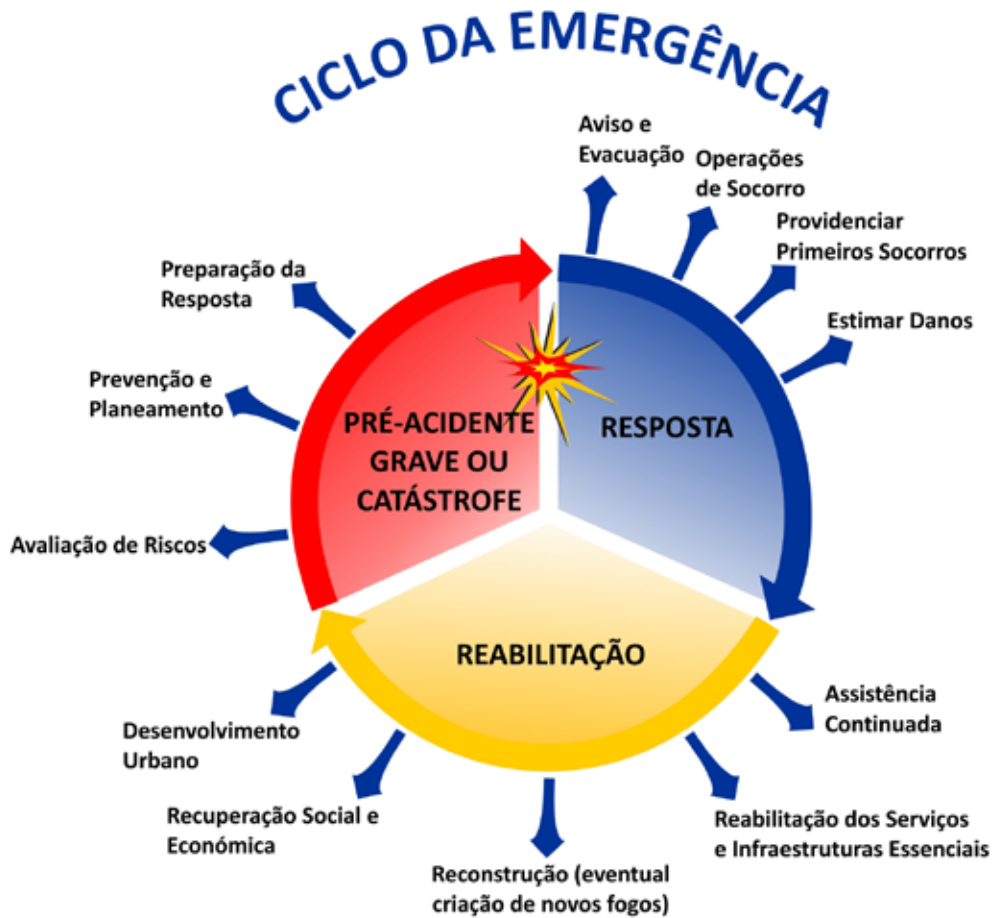 CICLO DA EMERGÊNCIA
Aviso e
Evacuação
Operações
de Socorro
Providenciar
Primeiros Socorros
Estimar Danos
Preparação da
Resposta
Prevenção e
Planeamento
Avaliação de Riscos
PRÉ-ACIDENTE
GRAVE OU
CATÁSTROFE
RESPOSTA
REABILITAÇÃO
Assistência
Continuada
Reabilitação dos Serviços
e Infraestruturas Essenciais
Reconstrução (eventual
criação de novos fogos)
Recuperação Social e
Económica
Desenvolvimento
Urbano